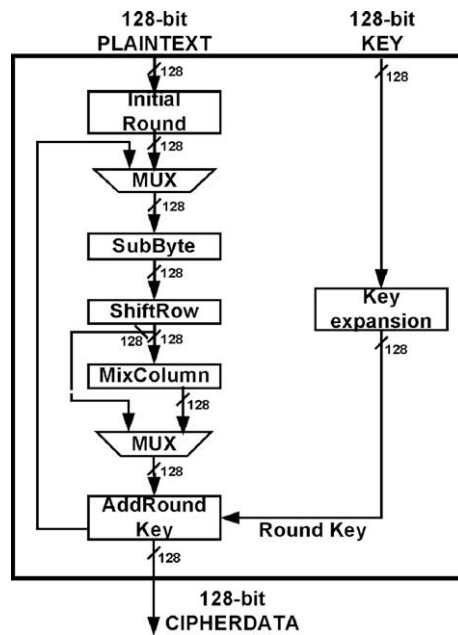 128-bit
PLAINTEXT
128-bit
KEY
128
128
Initial
Round
128
MUX
128
SubByte
128
ShiftRow
128
128
MixColumn
128
MUX
128
AddRound
Key
128
Key
expansion
128
Round Key
128-bit
CIPHERDATA